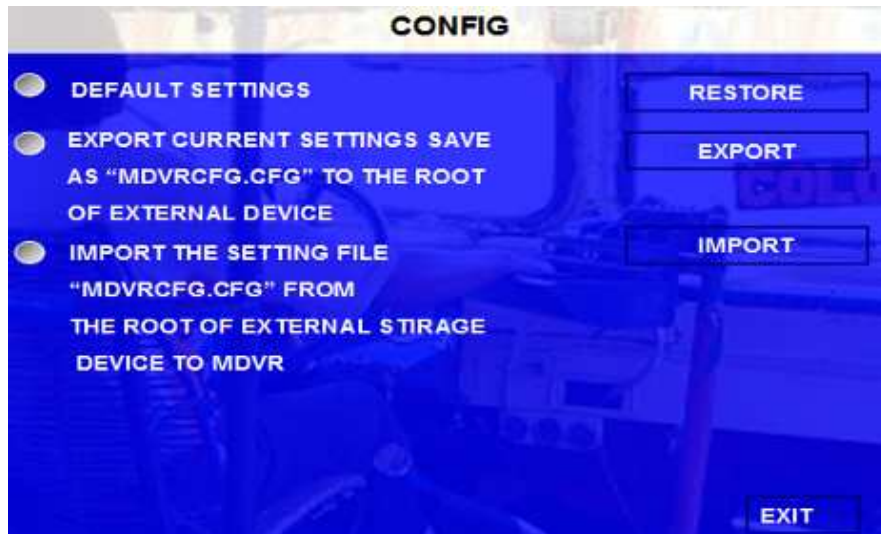 CONFIG
DEFAULT SETTINGS
RESTORE
EXPORT CURRENT SETTINGS SAVE
AS “MDVRCFG.CFG” TO THE ROOT
OF EXTERNAL DEVICE
EXPORT
IMPORT THE SETTING FILE
“MDVRCFG.CFG” FROM
THE ROOT OF EXTERNAL STIRAGE
DEVICE TO MDVR
IMPORT
COLO
EXIT